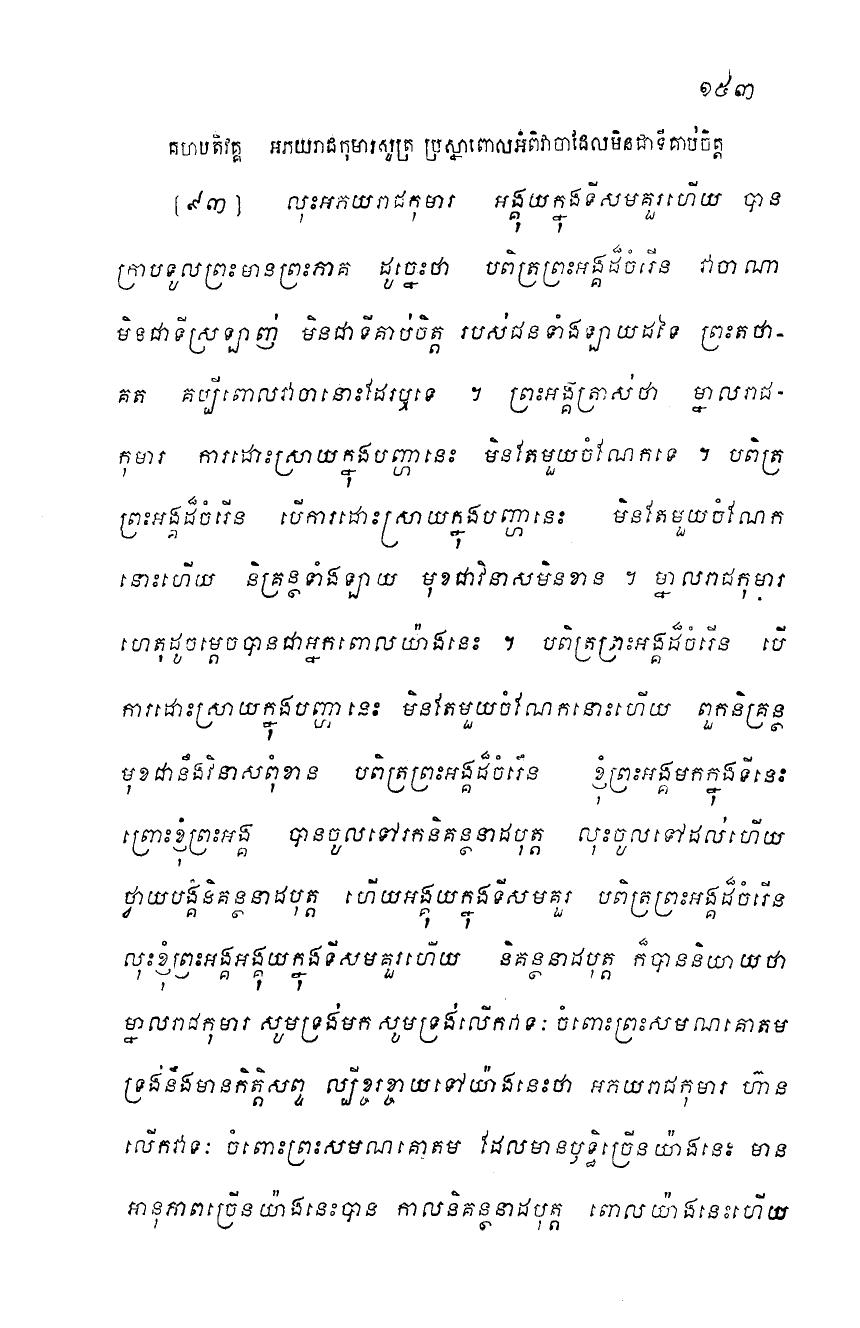 ១៥៣
គហបតិវគ្គ អភយរាជកុមារសូត្រ ប្រស្នាពោលអំពីវាចាដែលមិនជាទីគាប់ចិត្ត
[៩៣] លុះអភយរាជកុមារ អង្គុយក្នុងទីសមគួរហើយ បាន
ក្រាបទូលព្រះមានព្រះភាគ ដូច្នេះថា បពិត្រព្រះអង្គដ៏ចំរើន វាចាណា
មិនជាទីស្រឡាញ់ មិនជាទីគាប់ចិត្ត របស់ជនទាំងឡាយដទៃ ព្រះតថា-
គត គប្បីពោលវាចានោះដែរឬទេ ។ ព្រះអង្គត្រាស់ថា ម្នាលរាជ-
កុមារ ការដោះស្រាយក្នុងបញ្ហានេះ មិនតែមួយចំណែកទេ ។ បពិត្រ
ព្រះអង្គដ៏ចំរើន បើការដោះស្រាយក្នុងបញ្ហានេះ មិនតែមួយចំណែក
នោះហើយ និគ្រន្ថទាំងឡាយ មុខជាវិនាសមិនខាន ។ ម្នាលរាជកុមារ
ហេតុដូចម្តេចបានជាអ្នកពោលយ៉ាងនេះ ។ បពិត្រព្រះអង្គដ៏ចំរើន បើ
ការដោះស្រាយក្នុងបញ្ហានេះ មិនតែមួយចំណែកនោះហើយ ពួកនិគ្រន្ថ
មុខជានឹងវិនាសពុំខាន បពិត្រព្រះអង្គដ៏ចំរើន ខ្ញុំព្រះអង្គមកក្នុងទីនេះ
ព្រោះខ្ញុំព្រះអង្គ បានចូលទៅរកនិគន្ថនាដបុត្ត លុះចូលទៅដល់ហើយ
ថ្វាយបង្គំនិគន្ថនាដបុត្ត ហើយអង្គុយក្នុងទីសមគួរ បពិត្រព្រះអង្គដ៏ចំរើន
លុះខ្ញុំព្រះអង្គអង្គុយក្នុងទីសមគួរហើយ និគន្ថនាដបុត្ត ក៏បាននិយាយថា
ម្នាលរាជកុមារ សូមទ្រង់មក សូមទ្រង់លើកវាទៈ ចំពោះព្រះសមណគោតម
ទ្រង់នឹងមានកិត្តិសព្ទ ល្បីខ្ចរខ្ចាយទៅយ៉ាងនេះថា អភយរាជកុមារ ហ៊ាន
លើកវាទៈ ចំពោះព្រះសមណគោតម ដែលមានឫទ្ធិច្រើនយ៉ាងនេះ មាន
អានុភាពច្រើនយ៉ាងនេះបាន កាលនិគន្ថនាដបុត្ត ពោលយ៉ាងនេះហើយ